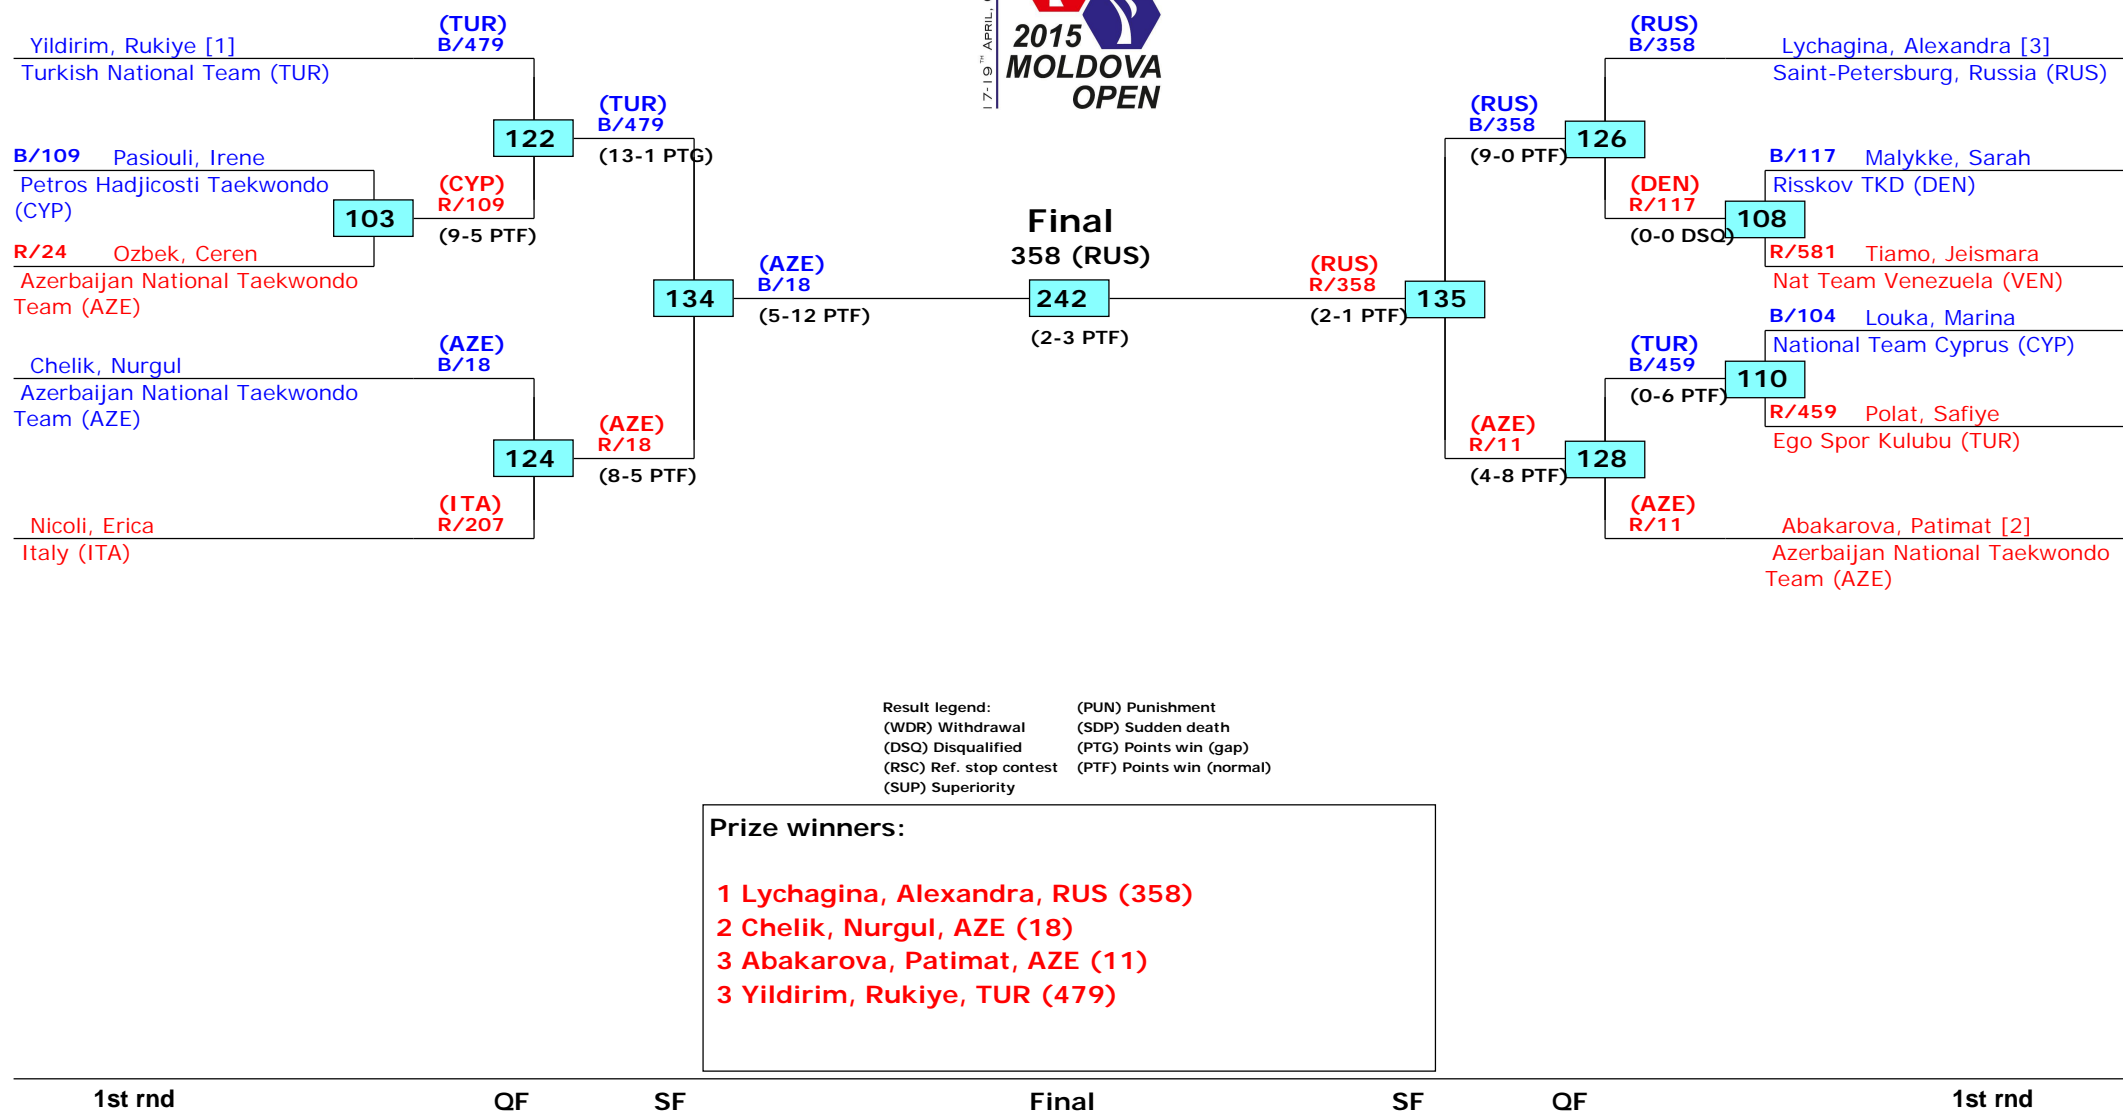 17-19TH APRIL,
2015
MOLDOVA
OPEN
(TUR)
B/479
Yildirim, Rukiye [1]
Turkish National Team (TUR)
122
(TUR)
B/479
(13-1 PTG)
B/109 Pasiouli, Irene
Petros Hadjicosti Taekwondo
(CYP)
103
(CYP)
R/109
(9-5 PTF)
R/24 Ozbek, Ceren
Azerbaijan National Taekwondo
Team (AZE)
134
(AZE)
B/18
(5-12 PTF)
Chelik, Nurgul
Azerbaijan National Taekwondo
Team (AZE)
(AZE)
B/18
124
(AZE)
R/18
(8-5 PTF)
(ITA)
R/207
Nicoli, Erica
Italy (ITA)
Final
358 (RUS)
242
(2-3 PTF)
(RUS)
R/358
(2-1 PTF)
135
(RUS)
B/358
(9-0 PTF)
126
(RUS)
B/358
Lychagina, Alexandra [3]
Saint-Petersburg, Russia (RUS)
(DEN)
R/117
(0-0 DSQ)
108
B/117 Malykke, Sarah
Risskov TKD (DEN)
R/581 Tiamo, Jeismara
Nat Team Venezuela (VEN)
B/104 Louka, Marina
National Team Cyprus (CYP)
(TUR)
B/459
(0-6 PTF)
110
R/459 Polat, Safiye
Ego Spor Kulubu (TUR)
(AZE)
R/11
(4-8 PTF)
128
(AZE)
R/11
Abakarova, Patimat [2]
Azerbaijan National Taekwondo
Team (AZE)
Result legend: (PUN) Punishment
(WDR) Withdrawal (SDP) Sudden death
(DSQ) Disqualified (PTG) Points win (gap)
(RSC) Ref. stop contest (PTF) Points win (normal)
(SUP) Superiority
Prize winners:
1 Lychagina, Alexandra, RUS (358)
2 Chelik, Nurgul, AZE (18)
3 Abakarova, Patimat, AZE (11)
3 Yildirim, Rukiye, TUR (479)
1st rnd QF SF Final SF QF 1st rnd